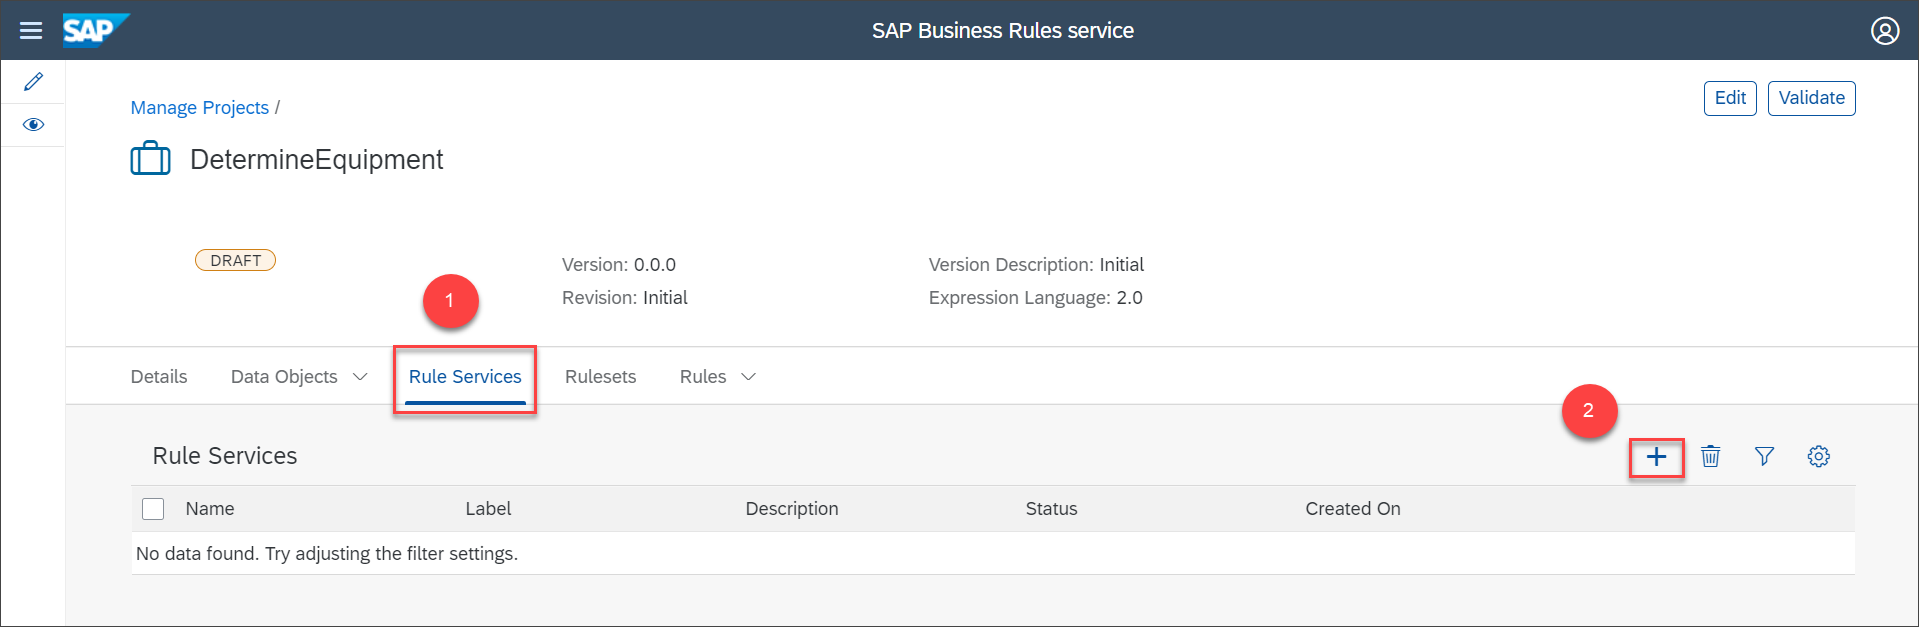 SAP SAP Business Rules service
Manage Projects / Edit Validate
DetermineEquipment
DRAFT Version: 0.0.0 Version Description: Initial
1 Revision: Initial Expression Language: 2.0
Details Data Objects Rule Services Rulesets Rules
2
Rule Services
Name Label Description Status Created On
No data found. Try adjusting the filter settings.